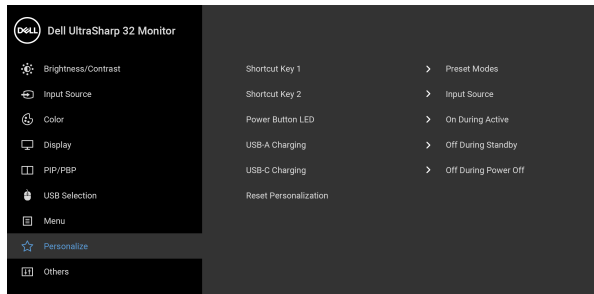 DELL Dell UltraSharp 32 Monitor
Brightness/Contrast
Input Source
Color
Display
PIP/PBP
USB Selection
Menu
Personalize
Others
Shortcut Key 1 > Preset Modes
Shortcut Key 2 > Input Source
Power Button LED > On During Active
USB-A Charging > Off During Standby
USB-C Charging > Off During Power Off
Reset Personalization